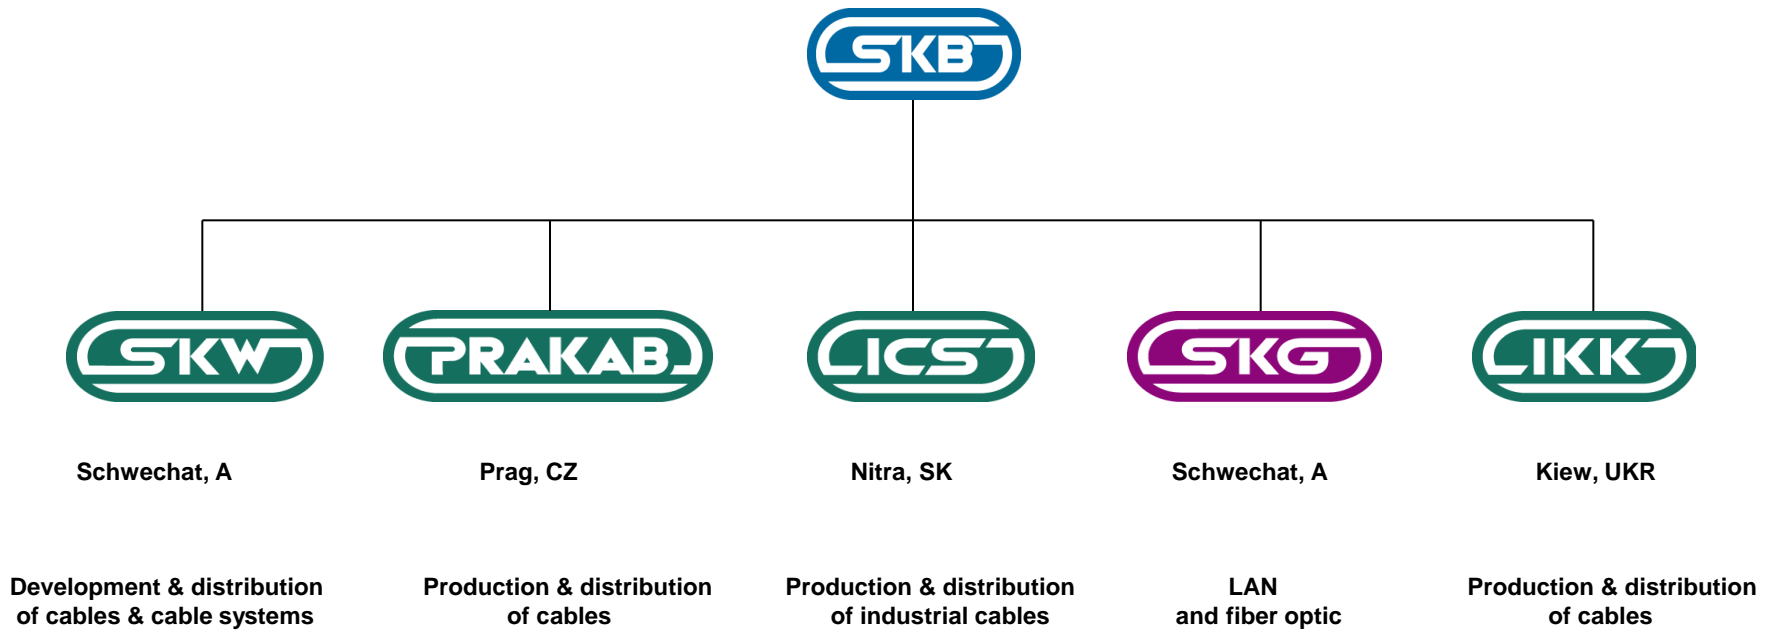 SKB
SKW
PRAKAB
ICS
SKG
IKK
Schwechat, A
Prag, CZ
Nitra, SK
Schwechat, A
Kiew, UKR
Development & distribution
of cables & cable systems
Production & distribution
of cables
Production & distribution
of industrial cables
LAN
and fiber optic
Production & distribution
of cables